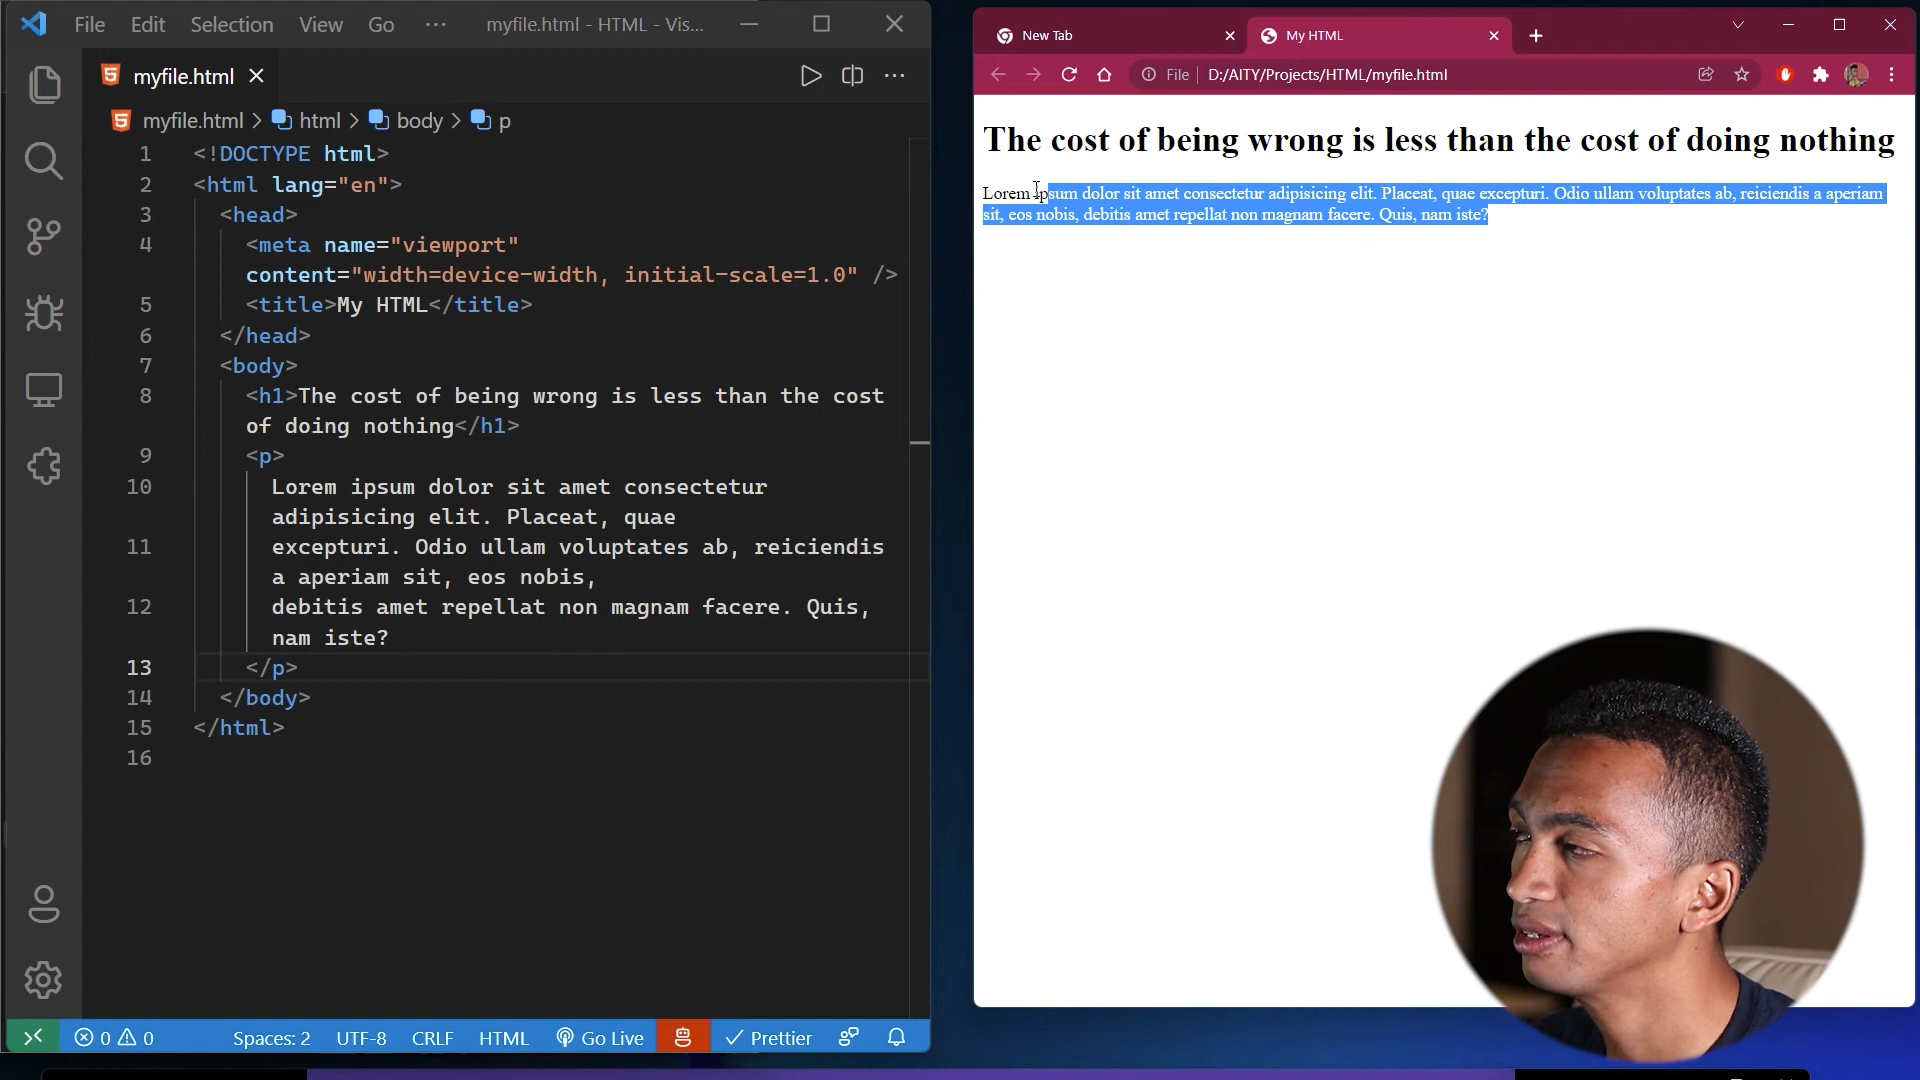 File Edit Selection View Go ··· myfile.html - HTML - Vis...
myfile.html
myfile.html > html > body > p
1 <!DOCTYPE html>
2 <html lang="en">
3 <head>
4 <meta name="viewport"
content="width=device-width, initial-scale=1.0" />
5 <title>My HTML</title>
6 </head>
7 <body>
8 <h1>The cost of being wrong is less than the cost
of doing nothing</h1>
9 <p>
10 Lorem ipsum dolor sit amet consectetur
adipisicing elit. Placeat, quae
11 excepturi. Odio ullam voluptates ab, reiciendis
a aperiam sit, eos nobis,
12 debitis amet repellat non magnam facere. Quis,
nam iste?
13 </p>
14 </body>
15 </html>
16
0 0 Spaces: 2 UTF-8 CRLF HTML Go Live Prettier
New Tab My HTML
File D:/AITY/Projects/HTML/myfile.html
The cost of being wrong is less than the cost of doing nothing
Lorem ipsum dolor sit amet consectetur adipisicing elit. Placeat, quae excepturi. Odio ullam voluptates ab, reiciendis a aperiam
sit, eos nobis, debitis amet repellat non magnam facere. Quis, nam iste?